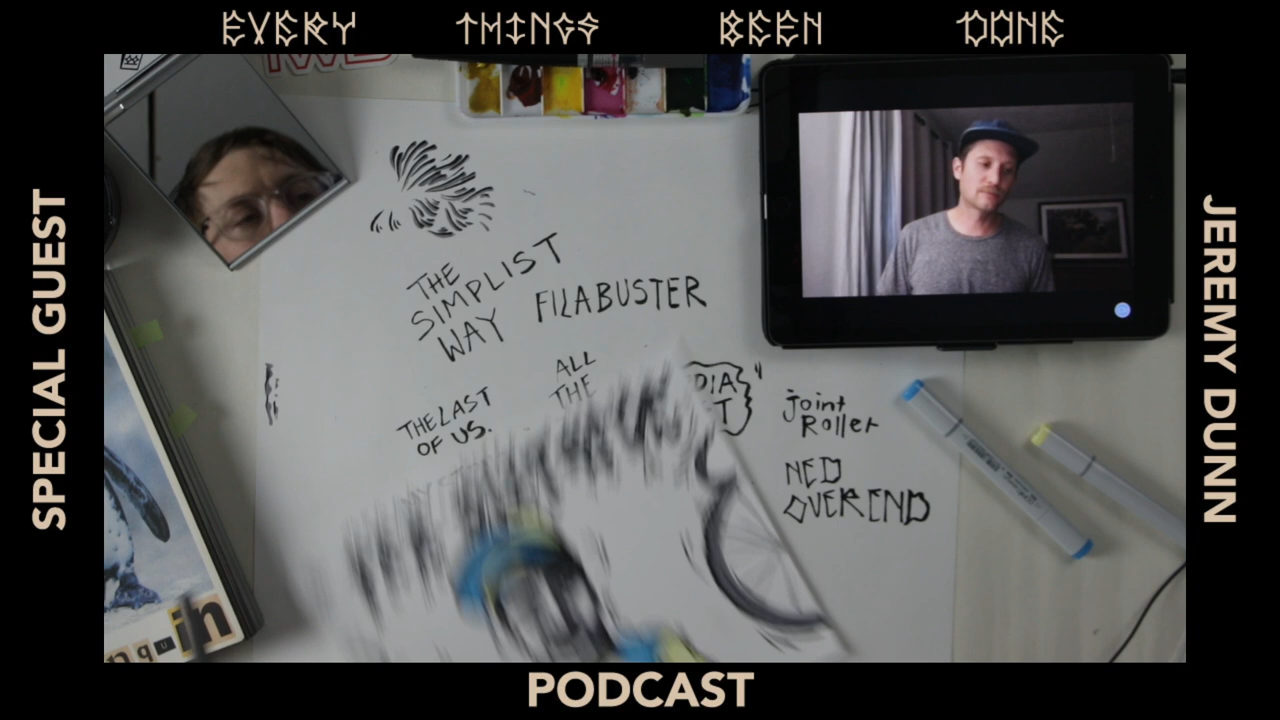 EVERY THINGS BEEN DONE
SPECIAL GUEST
JEREMY DUNN
THE
SIMPLIST
WAY
FILABUSTER
ALL
THE
THE LAST
OF US.
Joint
Roller
NED
OVEREND
PODCAST